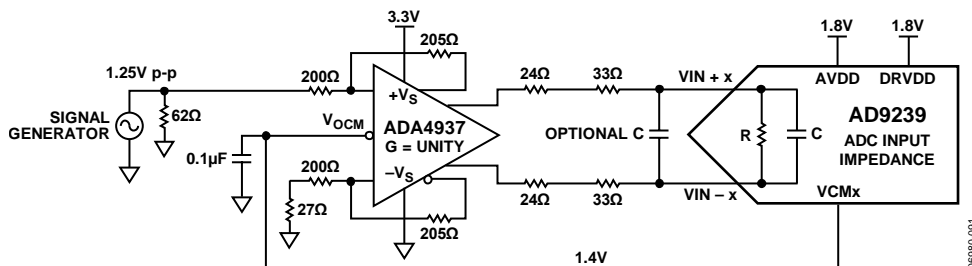 3.3V
205Ω
1.8V
1.8V
1.25V p-p
200Ω
+VS
24Ω
33Ω
VIN + x
AVDD
DRVDD
SIGNAL
GENERATOR
62Ω
VOCM
ADA4937
G = UNITY
OPTIONAL C
R
C
AD9239
ADC INPUT
IMPEDANCE
0.1µF
200Ω
–VS
27Ω
205Ω
24Ω
33Ω
VIN – x
VCMx
1.4V